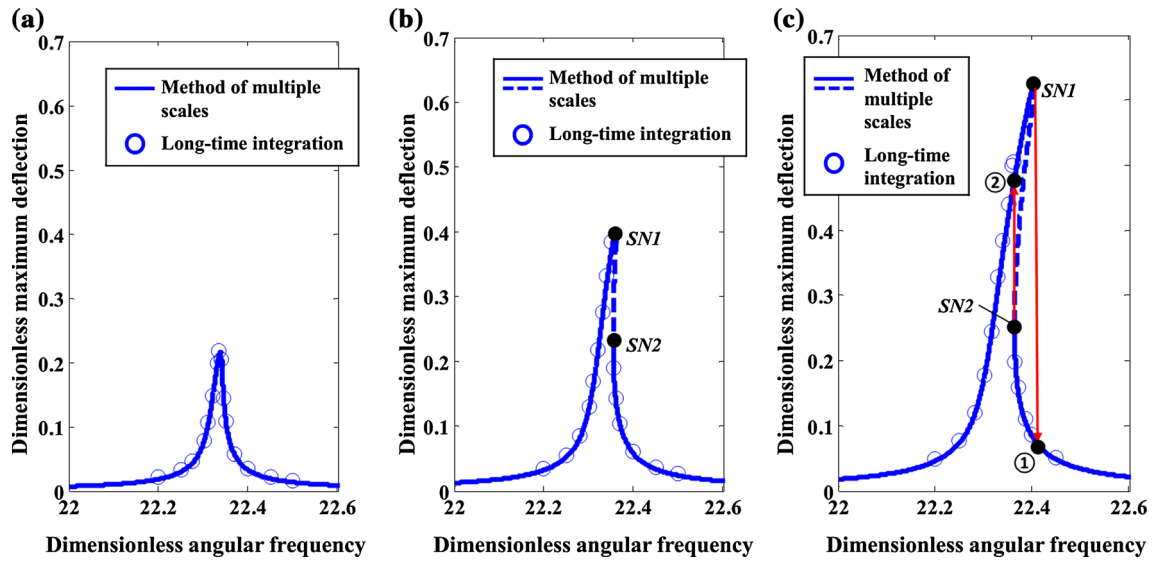 (a)
0.7
0.6
0.5
0.4
0.3
0.2
0.1
0
22
22.2
22.4
22.6
Dimensionless maximum deflection
Dimensionless angular frequency
Method of multiple
scales
Long-time integration
(b)
0.7
0.6
0.5
0.4
0.3
0.2
0.1
0
22
22.2
22.4
22.6
Dimensionless maximum deflection
Dimensionless angular frequency
Method of multiple
scales
Long-time integration
SN1
SN2
(c)
0.7
0.4
0.3
0.2
0.1
0
22
22.2
22.4
22.6
Dimensionless maximum deflection
Dimensionless angular frequency
Method of
multiple
scales
Long-time
integration
SN1
②
SN2
①